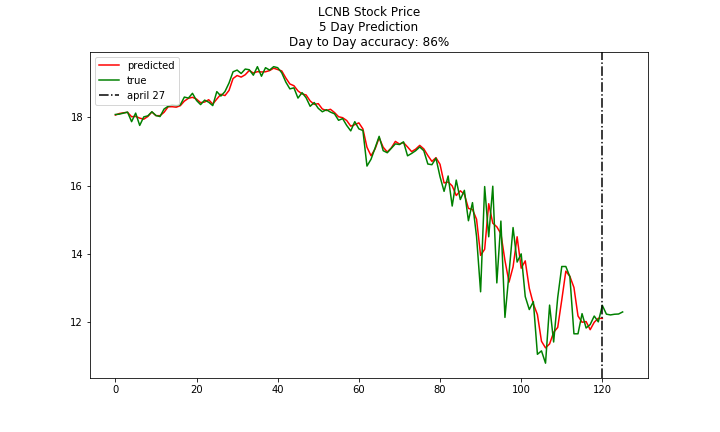 LCNB Stock Price
5 Day Prediction
Day to Day accuracy: 86%
predicted
true
april 27
18
16
14
12
0 20 40 60 80 100 120